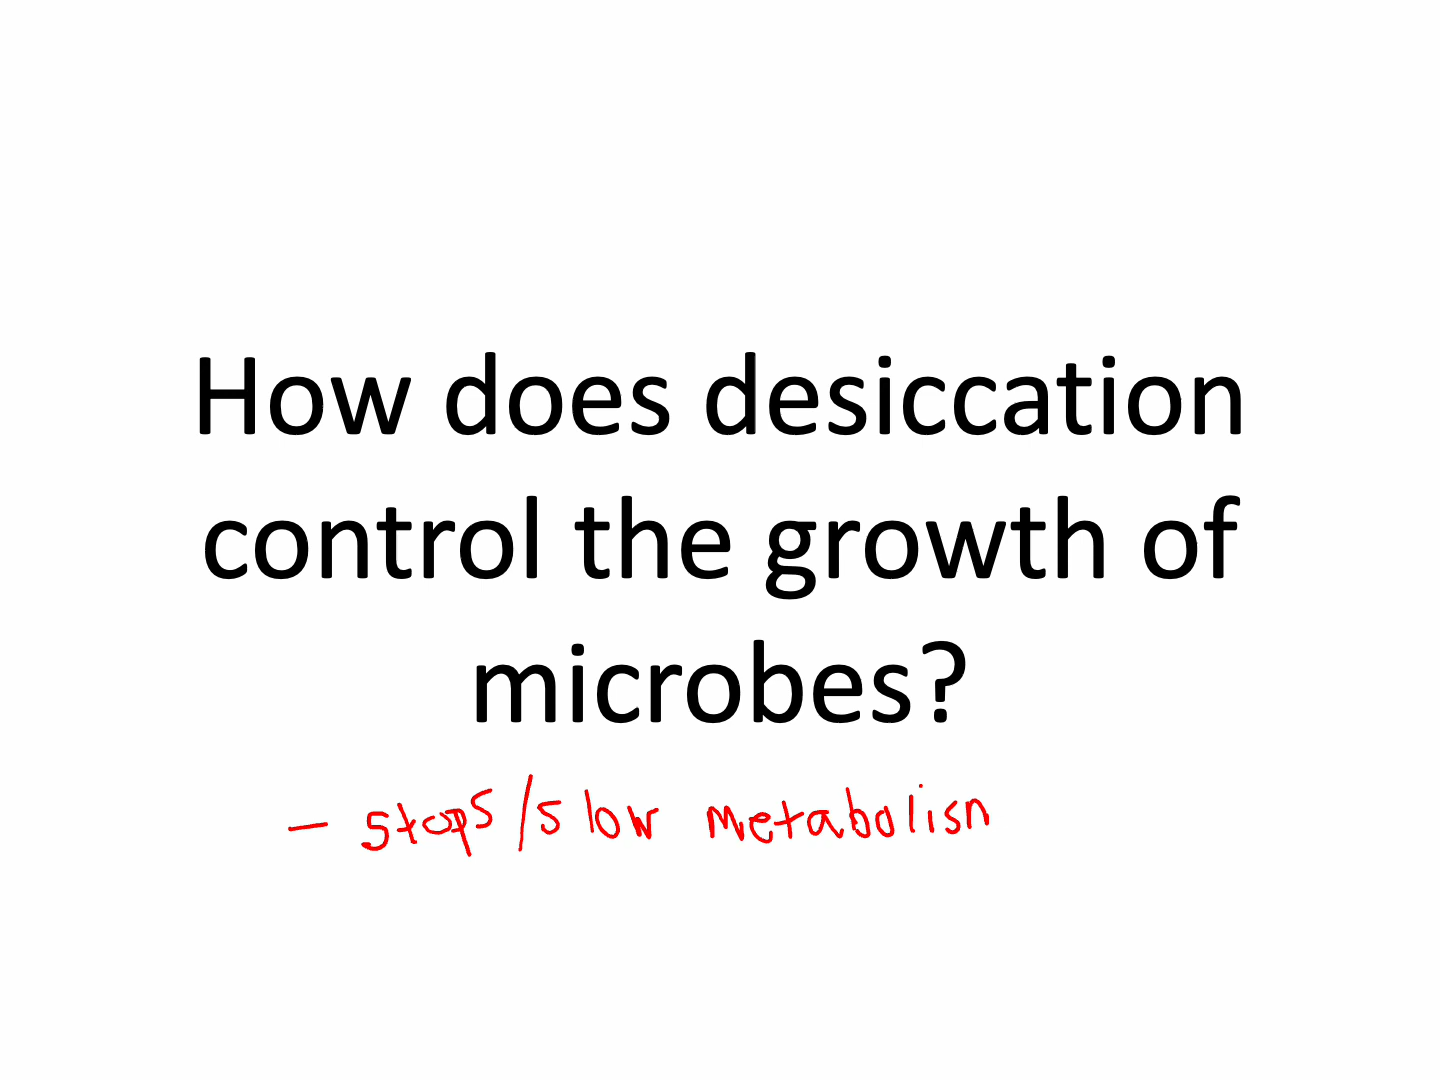 How does desiccation
control the growth of
microbes?
- stops/slow metabolisn